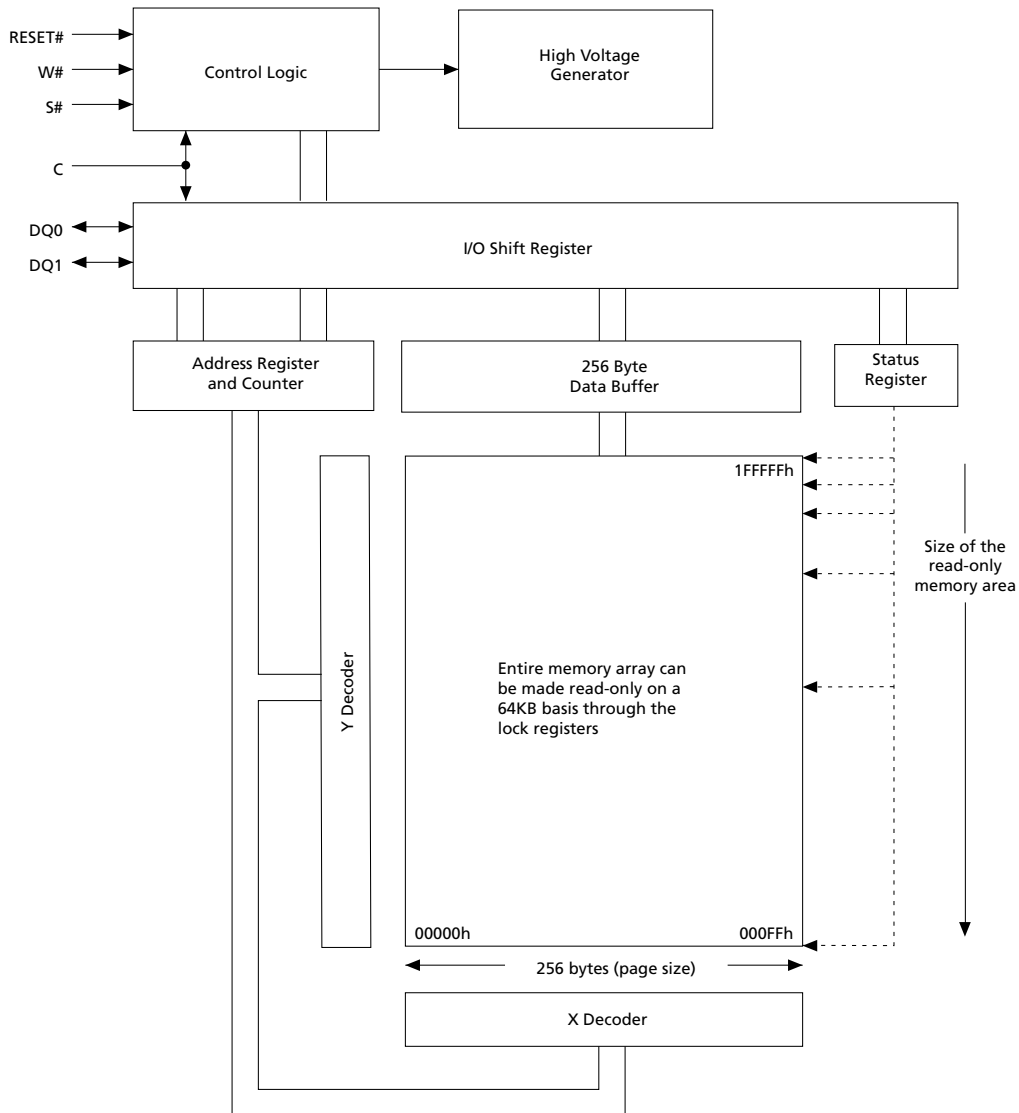 RESET#
W#
S#
Control Logic
High Voltage
Generator
C
DQ0
DQ1
I/O Shift Register
Address Register
and Counter
256 Byte
Data Buffer
Status
Register
1FFFFFh
Size of the
read-only
memory area
Y Decoder
Entire memory array can
be made read-only on a
64KB basis through the
lock registers
00000h
000FFh
256 bytes (page size)
X Decoder